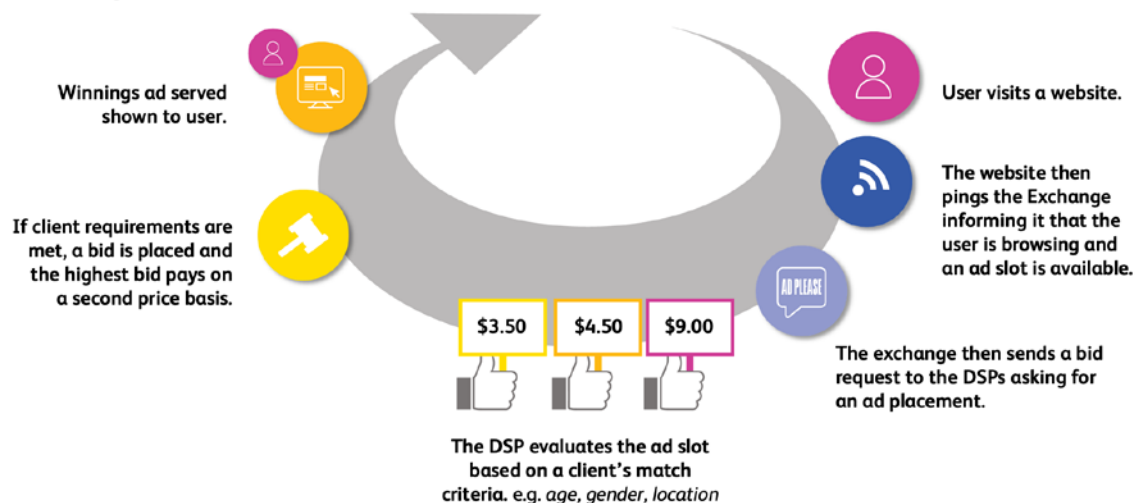 User visits a website.
The website then
pings the Exchange
informing it that the
user is browsing and
an ad slot is available.
AD PLEASE
The exchange then sends a bid
request to the DSPs asking for
an ad placement.
$3.50
$4.50
$9.00
The DSP evaluates the ad slot
based on a client's match
criteria. e.g. age, gender, location
If client requirements are
met, a bid is placed and
the highest bid pays on
a second price basis.
Winnings ad served
shown to user.